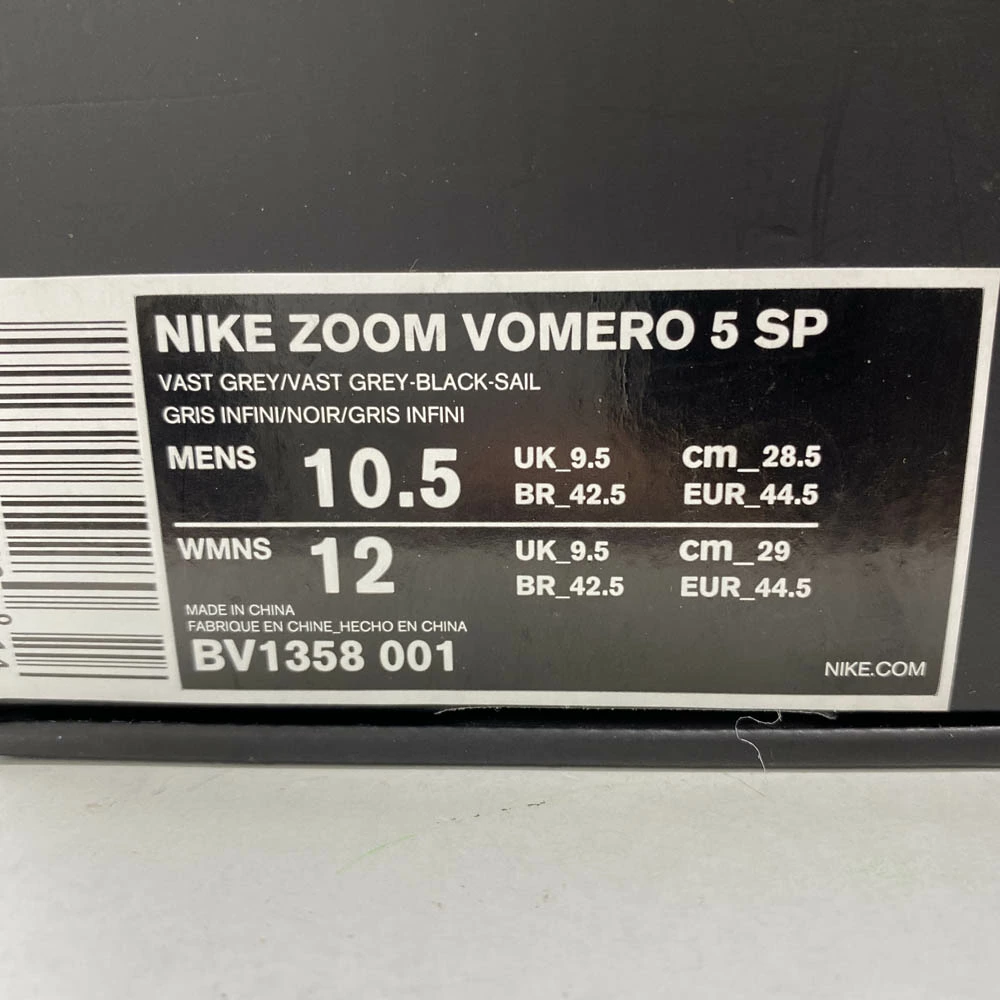 NIKE ZOOM VOMERO 5 SP
VAST GREY/VAST GREY-BLACK-SAIL
GRIS INFINI/NOIR/GRIS INFINI
MENS 10.5 UK_9.5 cm_28.5
BR_42.5 EUR_44.5
WMNS 12 UK_9.5 cm_29
BR_42.5 EUR_44.5
MADE IN CHINA
FABRIQUE EN CHINE_HECHO EN CHINA
BV1358 001
NIKE.COM